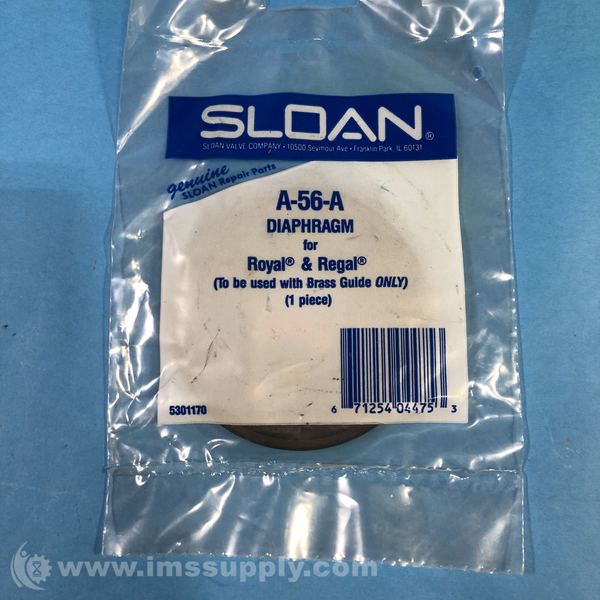 SLOAN®
SLOAN VALVE COMPANY • 10500 Seymour Ave • Franklin Park, IL 60131
genuine
SLOAN Repair Parts
A-56-A
DIAPHRAGM
for
Royal® & Regal®
(To be used with Brass Guide ONLY)
(1 piece)
5301170
6 71254 04475 3
www.imssupply.com